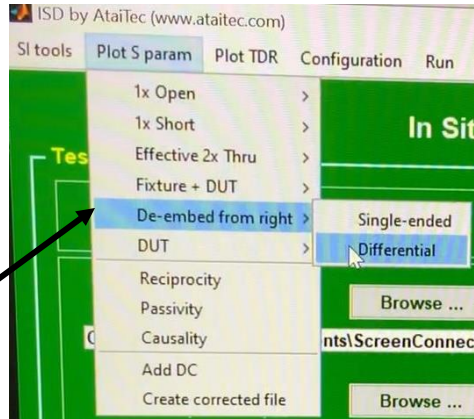 ISD by AtaiTec (www.ataitec.com)
SI tools Plot S param Plot TDR Configuration Run
1x Open >
1x Short >
In Sit
Tes
Effective 2x Thru >
Fixture + DUT >
De-embed from right > Single-ended
DUT > Differential
Reciprocity
Passivity Browse ...
Causality nts\ScreenConnec
Add DC
Create corrected file Browse ...